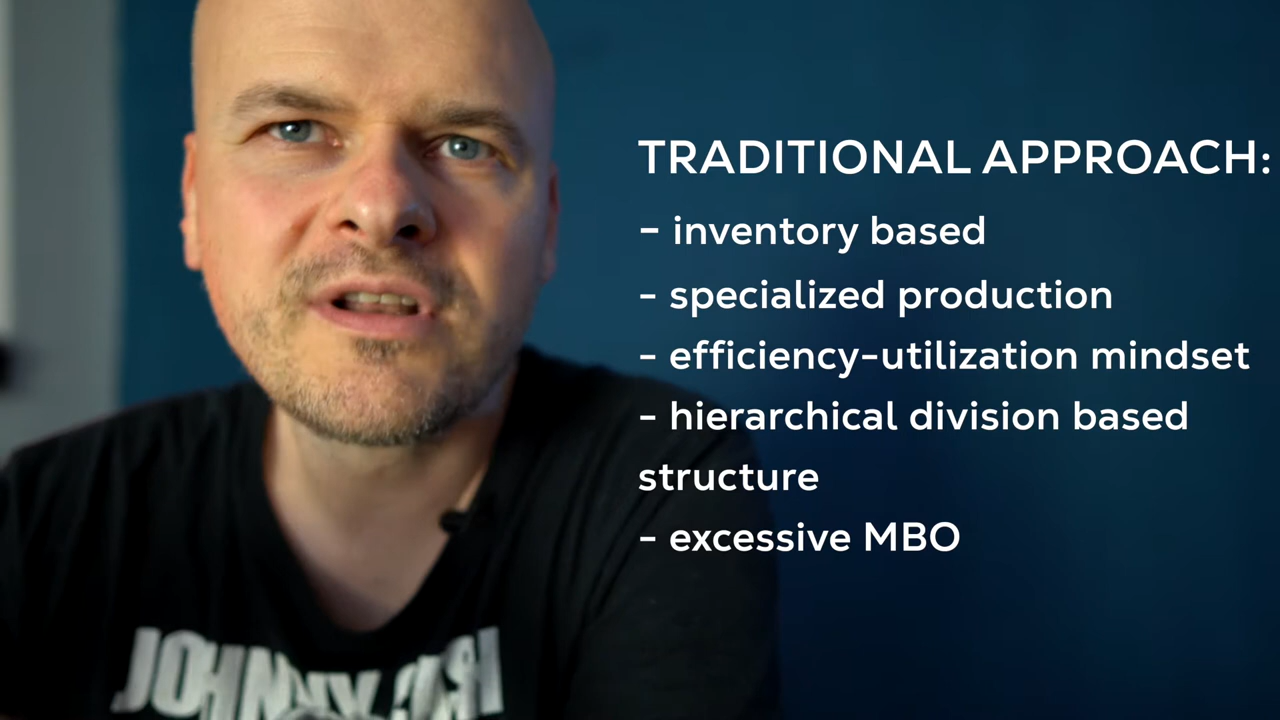 TRADITIONAL APPROACH:
- inventory based
- specialized production
- efficiency-utilization mindset
- hierarchical division based
structure
- excessive MBO
JOHNNY CASH